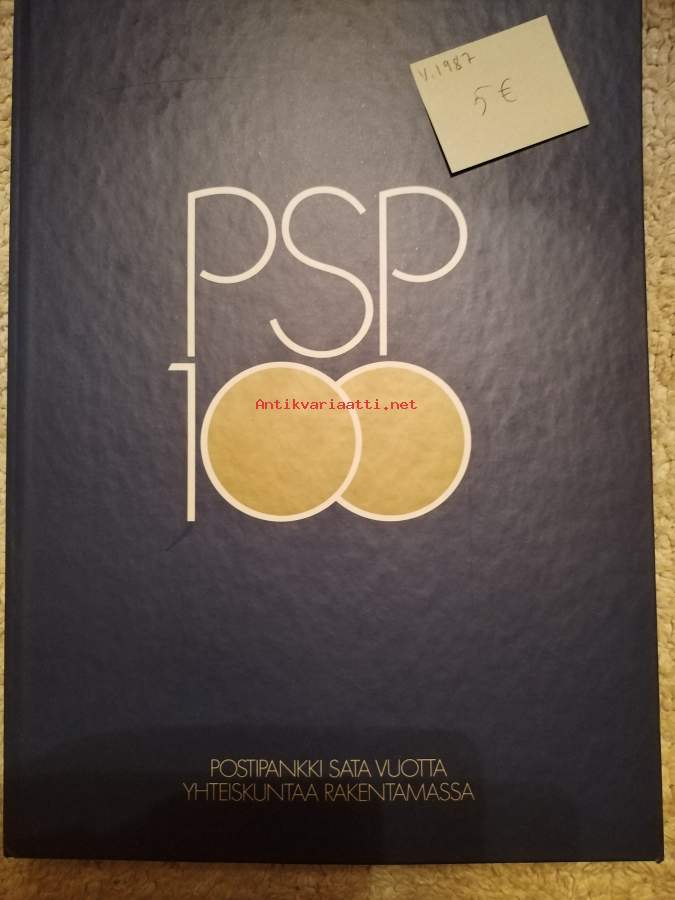 v. 1987
5 €
PSP
100
Antikvariaatti.net
POSTIPANKKI SATA VUOTTA
YHTEISKUNTAA RAKENTAMASSA